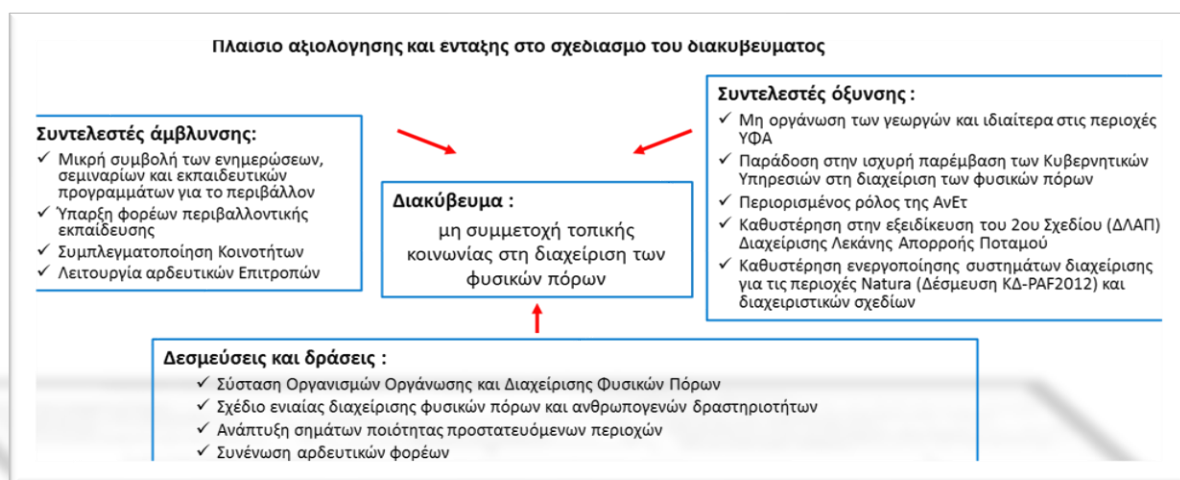 Πλαίσιο αξιολόγησης και ένταξης στο σχεδιασμό του διακυβεύματος
Συντελεστές άμβλυνσης:
✓ Μικρή συμβολή των ενημερώσεων,
σεμιναρίων και εκπαιδευτικών
προγραμμάτων για το περιβάλλον
✓ Ύπαρξη φορέων περιβαλλοντικής
εκπαίδευσης
✓ Συμπλεγματοποίηση Κοινοτήτων
✓ Λειτουργία αρδευτικών Επιτροπών
Διακύβευμα :
μη συμμετοχή τοπικής
κοινωνίας στη διαχείριση των
φυσικών πόρων
Συντελεστές όξυνσης :
✓ Μη οργάνωση των γεωργών και ιδιαίτερα στις περιοχές
ΥΦΑ
✓ Παράδοση στην ισχυρή παρέμβαση των Κυβερνητικών
Υπηρεσιών στη διαχείριση των φυσικών πόρων
✓ Περιορισμένος ρόλος της ΑνΕτ
✓ Καθυστέρηση στην εξειδίκευση του 2ου Σχεδίου (ΔΛΑΠ)
Διαχείρισης Λεκάνης Απορροής Ποταμού
✓ Καθυστέρηση ενεργοποίησης συστημάτων διαχείρισης
για τις περιοχές Natura (Δέσμευση ΚΔ-PAF2012) και
διαχειριστικών σχεδίων
Δεσμεύσεις και δράσεις :
✓ Σύσταση Οργανισμών Οργάνωσης και Διαχείρισης Φυσικών Πόρων
✓ Σχέδιο ενιαίας διαχείρισης φυσικών πόρων και ανθρωπογενών δραστηριοτήτων
✓ Ανάπτυξη σημάτων ποιότητας προστατευόμενων περιοχών
✓ Συνένωση αρδευτικών φορέων